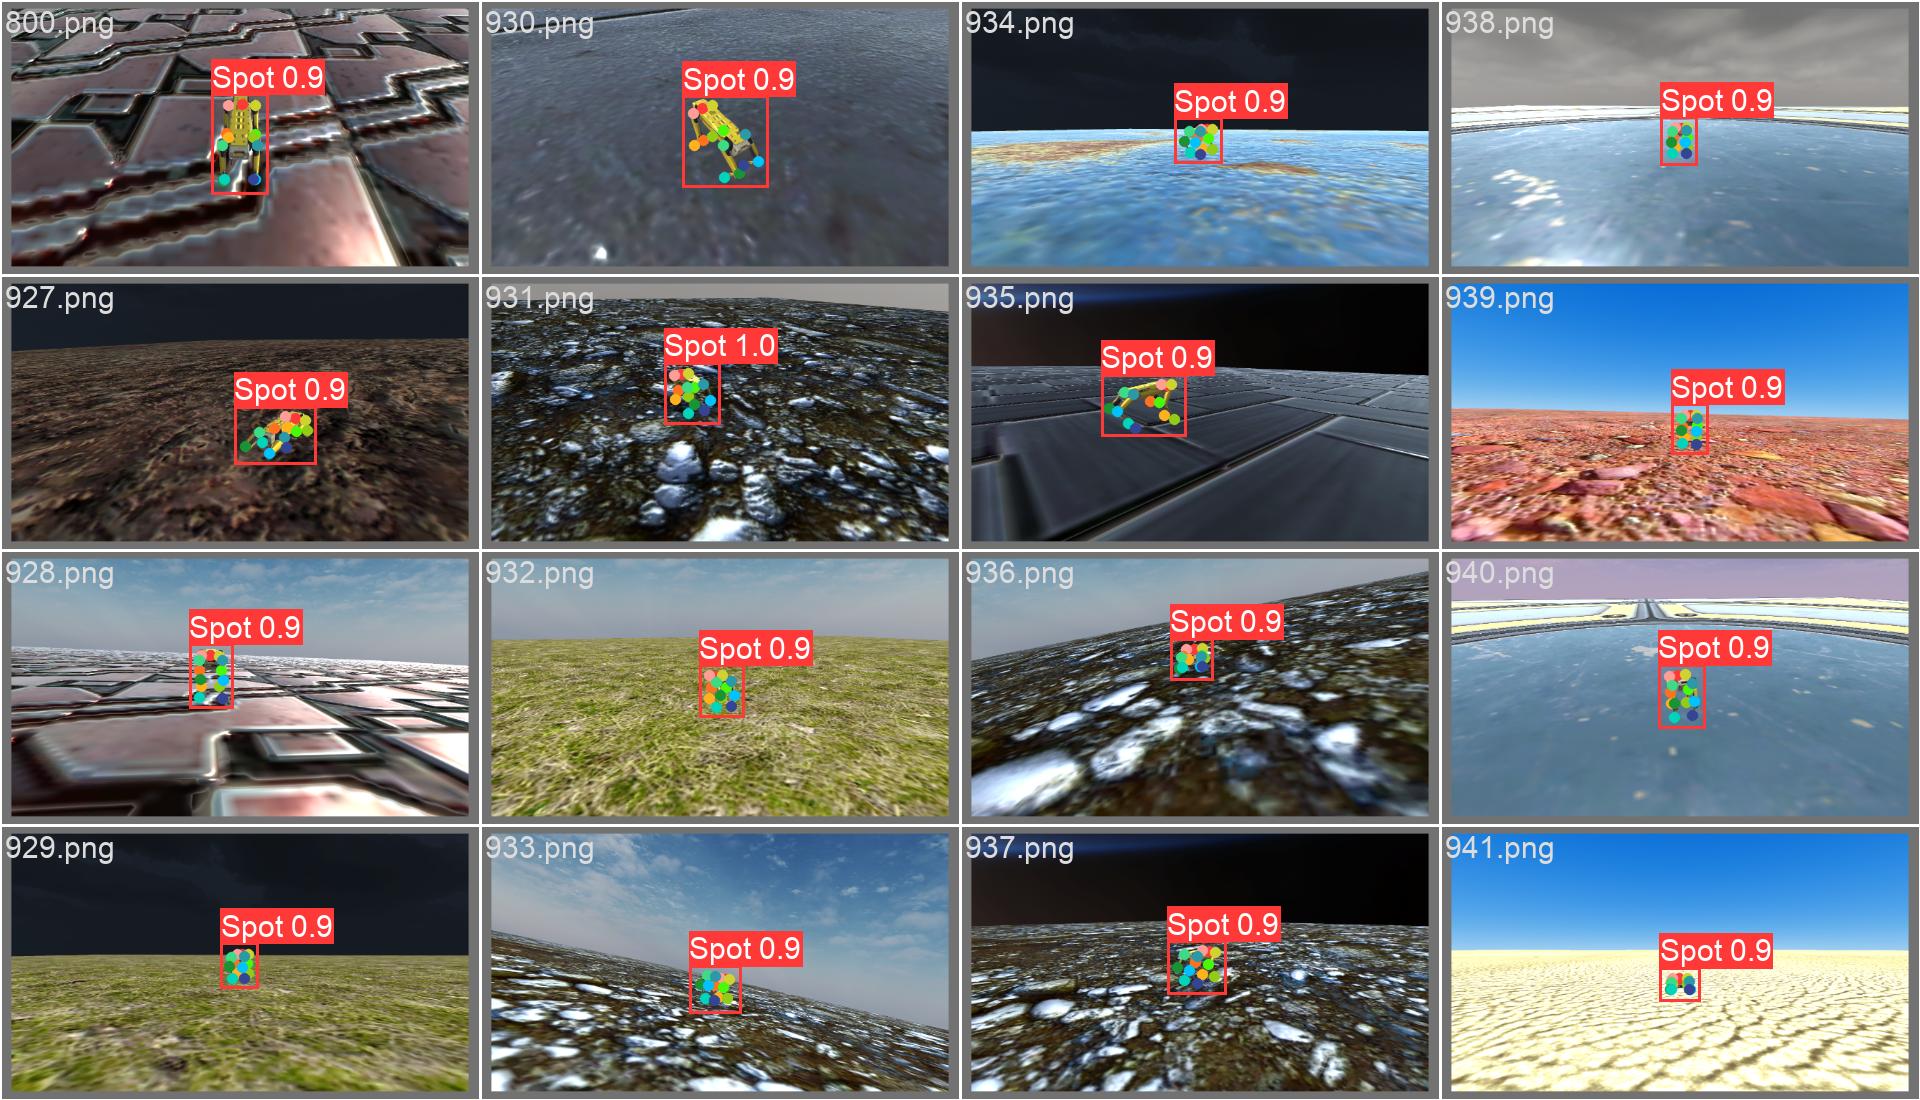 800.png
Spot 0.9
930.png
Spot 0.9
934.png
Spot 0.9
938.png
Spot 0.9
927.png
Spot 0.9
931.png
Spot 1.0
935.png
Spot 0.9
939.png
Spot 0.9
928.png
Spot 0.9
932.png
Spot 0.9
936.png
Spot 0.9
940.png
Spot 0.9
929.png
Spot 0.9
933.png
Spot 0.9
937.png
Spot 0.9
941.png
Spot 0.9